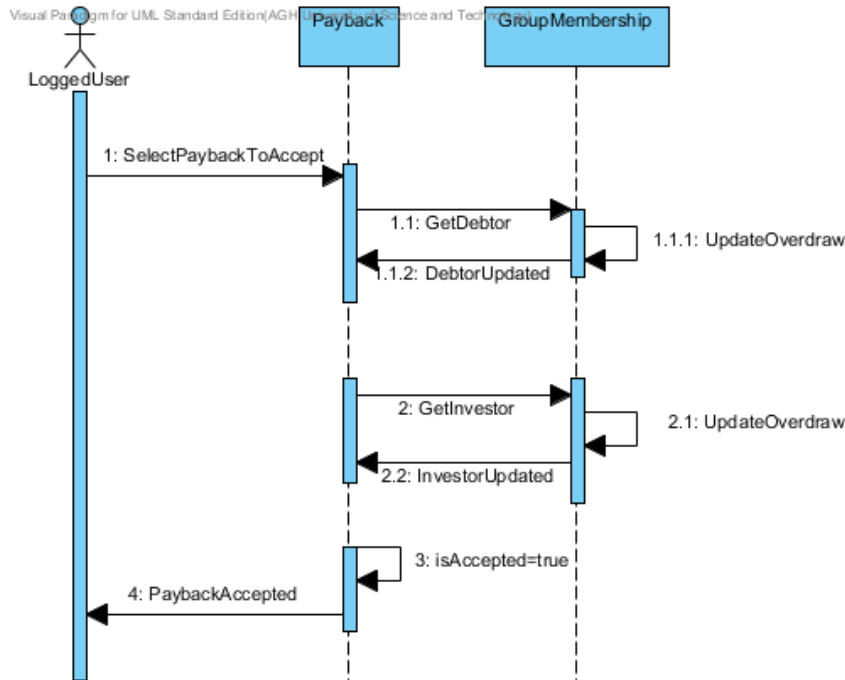 Visual Paradigm for UML Standard Edition(AGH University of Science and Technology)
Payback
GroupMembership
LoggedUser
1: SelectPaybackToAccept
1.1: GetDebtor
1.1.1: UpdateOverdraw
1.1.2: DebtorUpdated
2: GetInvestor
2.1: UpdateOverdraw
2.2: InvestorUpdated
3: isAccepted=true
4: PaybackAccepted